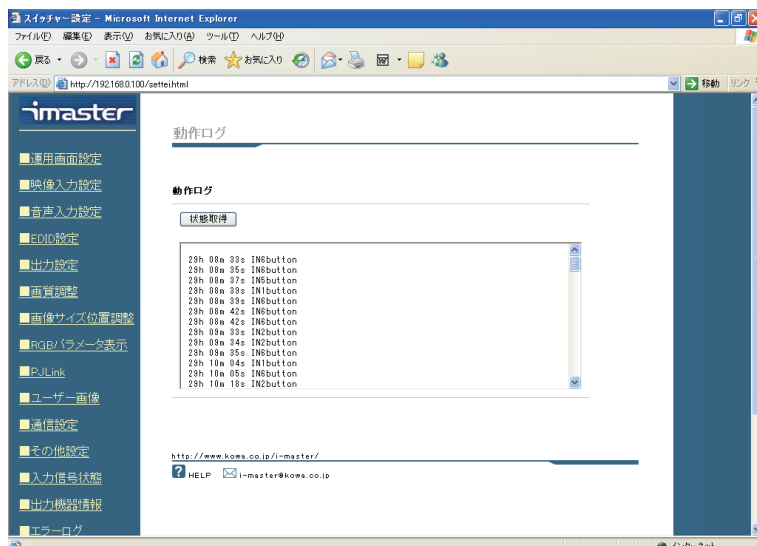 スイッチャー設定 - Microsoft Internet Explorer
ファイル(F) 編集(E) 表示(V) お気に入り(A) ツール(T) ヘルプ(H)
戻る 検索 お気に入り
アドレス(D) http://192.168.0.100/settei.html 移動 リンク
imaster
動作ログ
■運用画面設定
■映像入力設定
動作ログ
■音声入力設定
状態取得
■EDID設定
■出力設定
■画質調整
■画像サイズ位置調整
■RGBパラメータ表示
■PJLink
■ユーザー画像
■通信設定
■その他設定
■入力信号状態
■出力機器情報
■エラーログ
29h 08m 33s IN6button
29h 08m 35s IN6button
29h 08m 37s IN5button
29h 08m 39s IN1button
29h 08m 39s IN6button
29h 08m 42s IN6button
29h 08m 42s IN6button
29h 09m 33s IN2button
29h 09m 34s IN2button
29h 09m 35s IN6button
29h 10m 04s IN1button
29h 10m 05s IN6button
29h 10m 18s IN2button
http://www.kowa.co.jp/i-master/
HELP i-master@kowa.co.jp